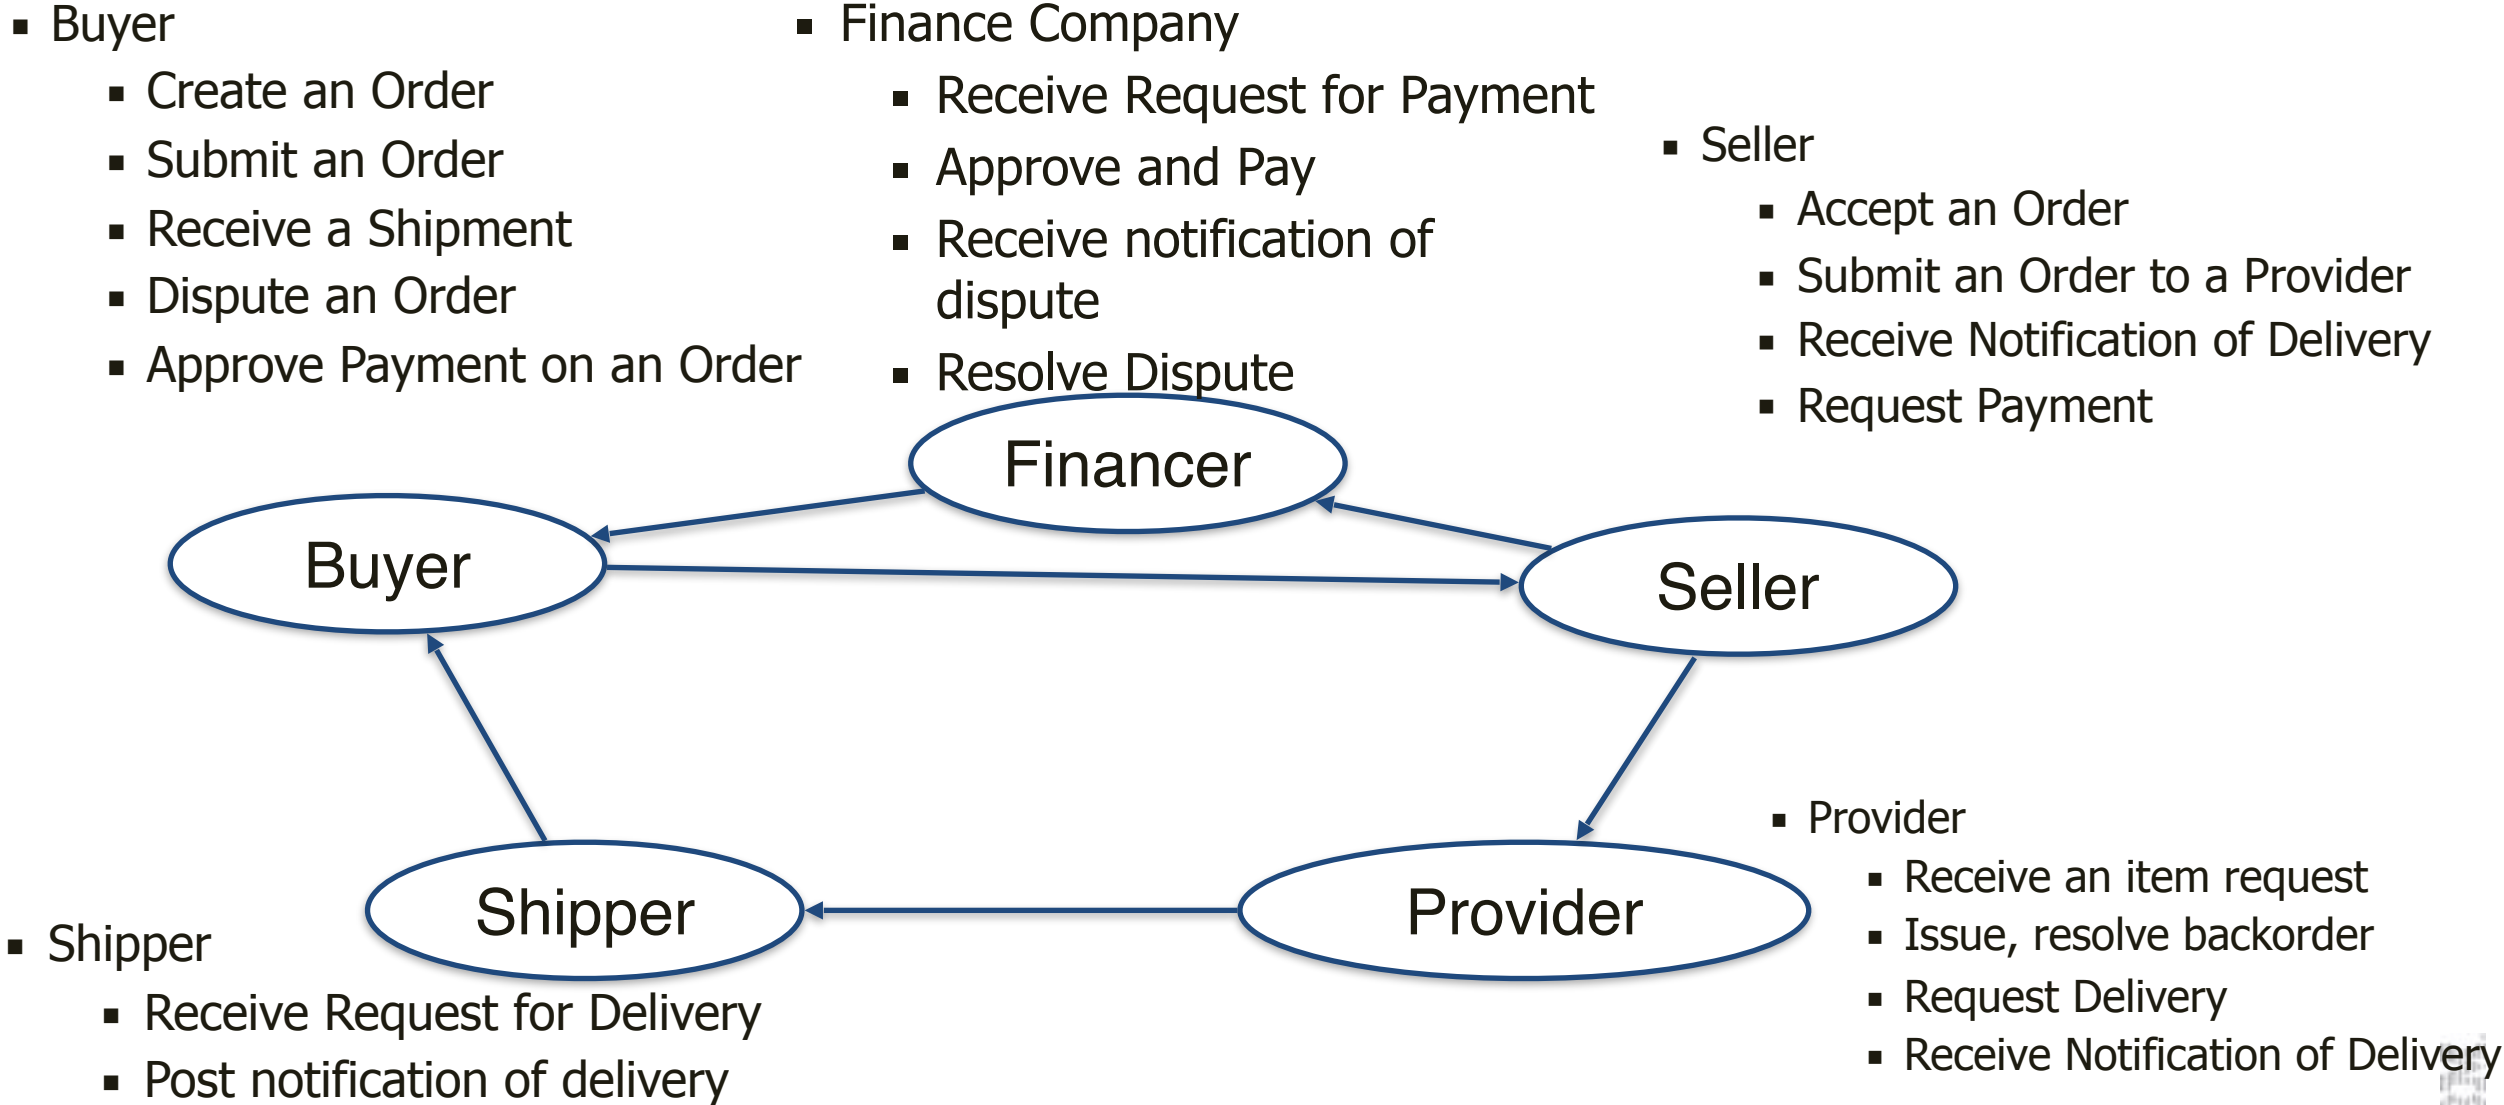 ▪ Buyer
▪ Create an Order
▪ Submit an Order
▪ Receive a Shipment
▪ Dispute an Order
▪ Approve Payment on an Order
▪ Finance Company
▪ Receive Request for Payment
▪ Approve and Pay
▪ Receive notification of
dispute
▪ Resolve Dispute
▪ Seller
▪ Accept an Order
▪ Submit an Order to a Provider
▪ Receive Notification of Delivery
▪ Request Payment
Financer
Buyer
Seller
Shipper
Provider
▪ Provider
▪ Receive an item request
▪ Issue, resolve backorder
▪ Request Delivery
▪ Receive Notification of Delivery
▪ Shipper
▪ Receive Request for Delivery
▪ Post notification of delivery